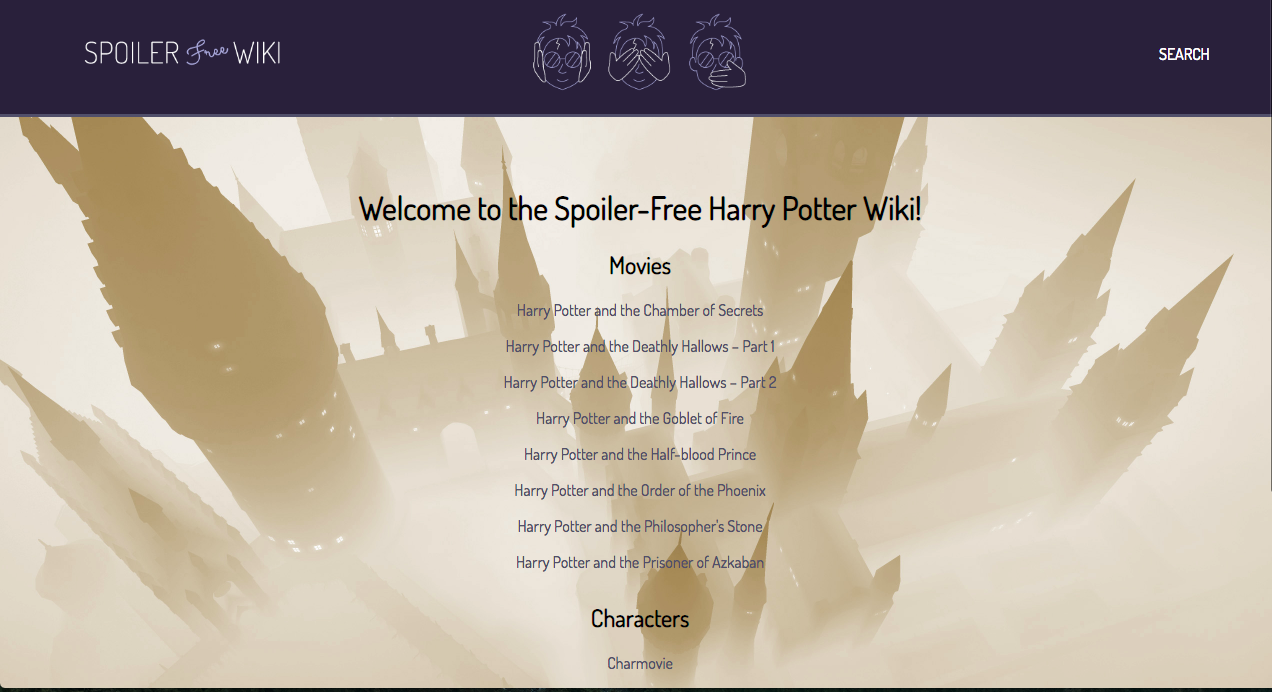 SPOILER Free WIKI
SEARCH
Welcome to the Spoiler-Free Harry Potter Wiki!
Movies
Harry Potter and the Chamber of Secrets
Harry Potter and the Deathly Hallows – Part 1
Harry Potter and the Deathly Hallows – Part 2
Harry Potter and the Goblet of Fire
Harry Potter and the Half-blood Prince
Harry Potter and the Order of the Phoenix
Harry Potter and the Philosopher's Stone
Harry Potter and the Prisoner of Azkaban
Characters
Charmovie